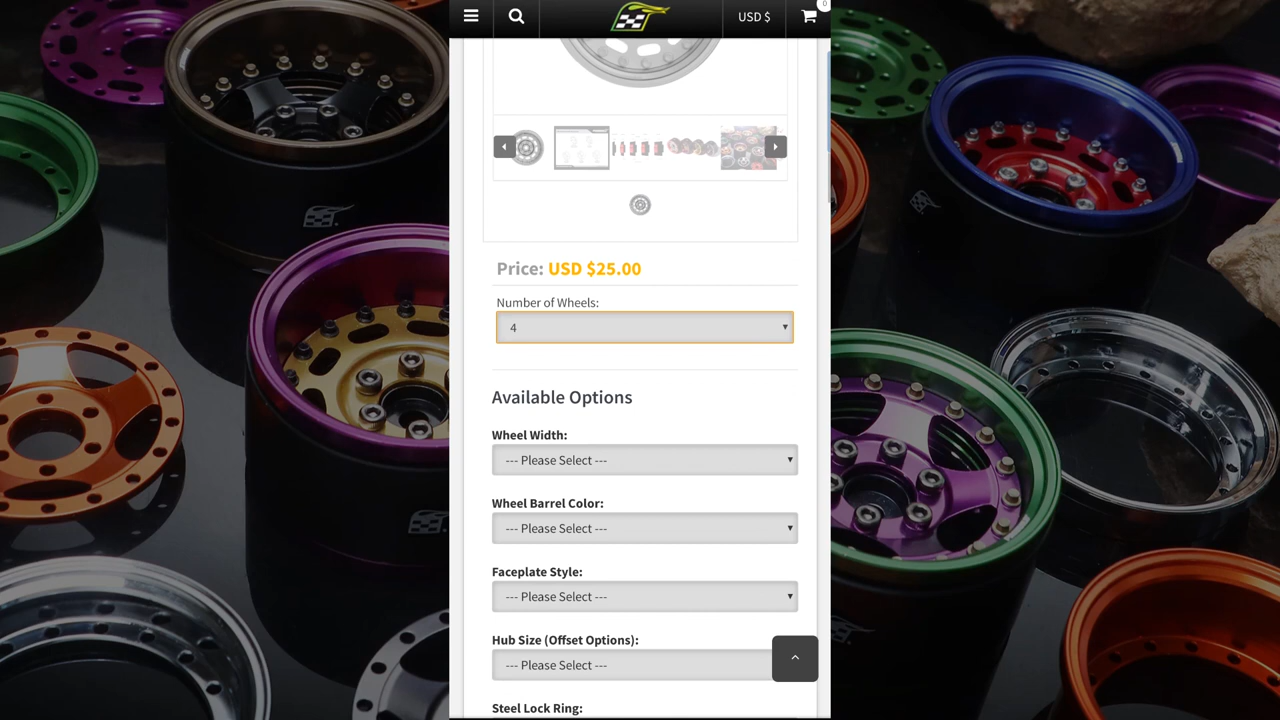 USD $
0
Price: USD $25.00
Number of Wheels:
4
Available Options
Wheel Width:
--- Please Select ---
Wheel Barrel Color:
--- Please Select ---
Faceplate Style:
--- Please Select ---
Hub Size (Offset Options):
--- Please Select ---
Steel Lock Ring: